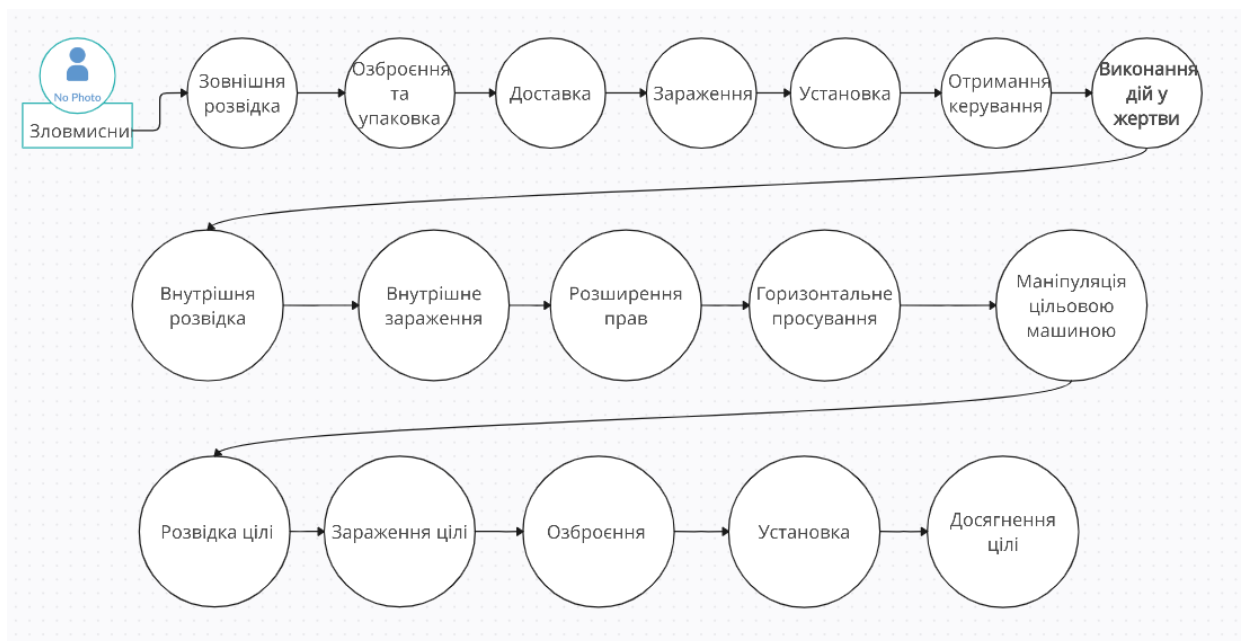 No Photo
Зловмисни
Зовнішня
розвідка
Озброєння
та
упаковка
Доставка
Зараження
Установка
Отримання
керування
Виконання
дій у
жертви
Внутрішня
розвідка
Внутрішне
зараження
Розширення
прав
Горизонтальне
просування
Маніпуляція
цільовою
машиною
Розвідка цілі
Зараження цілі
Озброєння
Установка
Досягнення
цілі